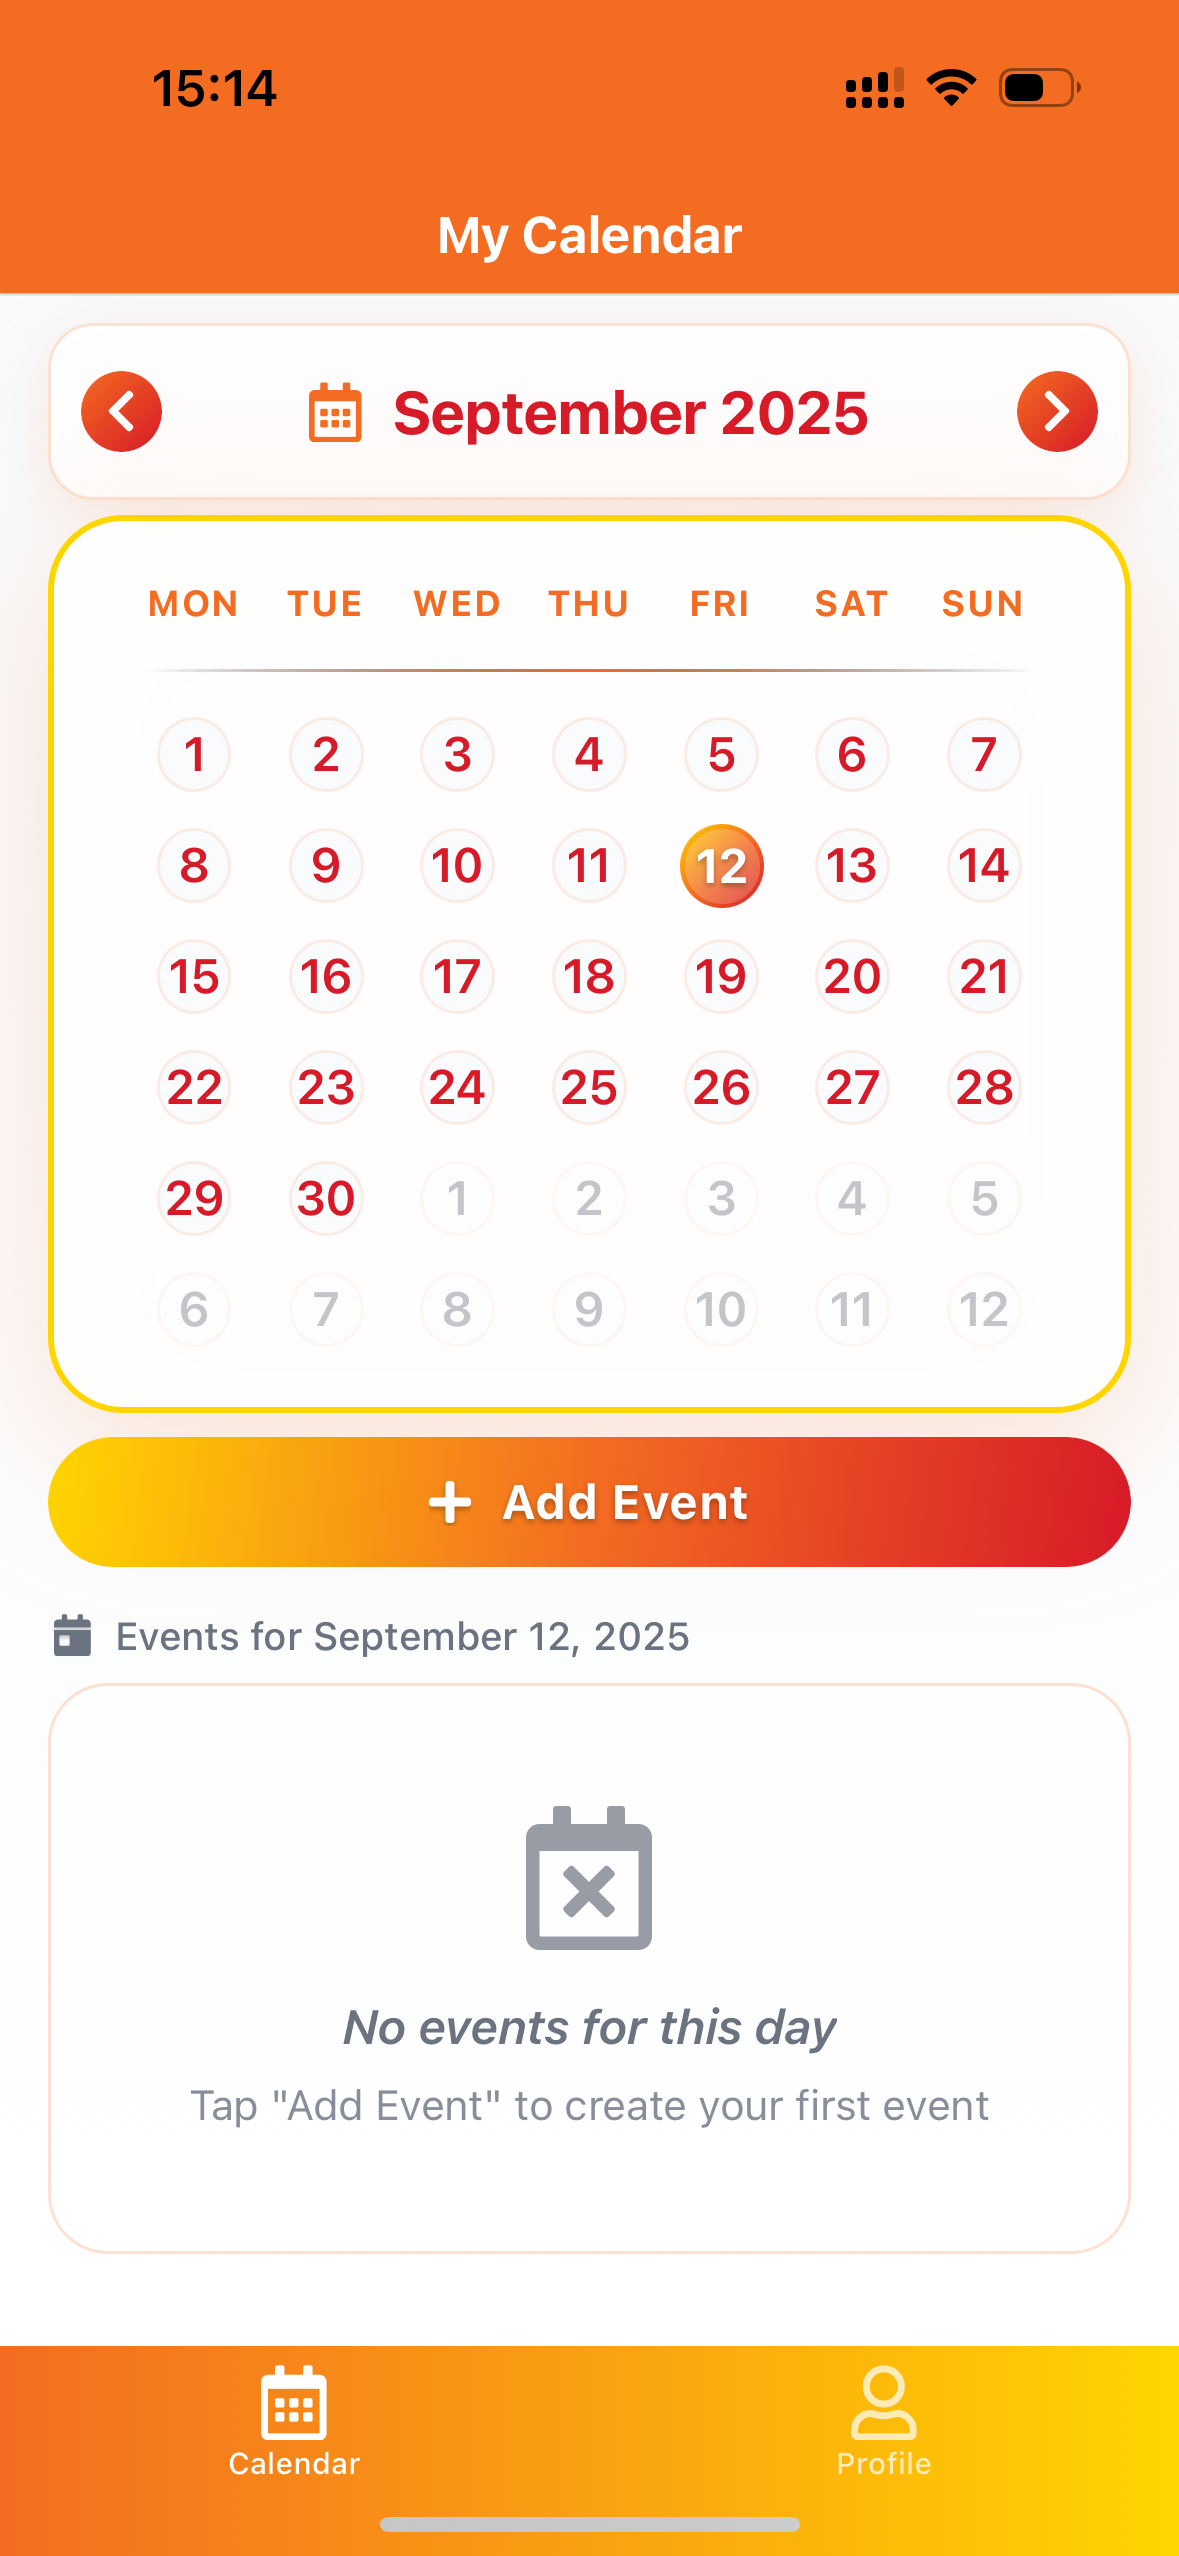 15:14
My Calendar
September 2025
MON TUE WED THU FRI SAT SUN
1 2 3 4 5 6 7
8 9 10 11 12 13 14
15 16 17 18 19 20 21
22 23 24 25 26 27 28
29 30 1 2 3 4 5
6 7 8 9 10 11 12
Add Event
Events for September 12, 2025
No events for this day
Tap "Add Event" to create your first event
Calendar Profile